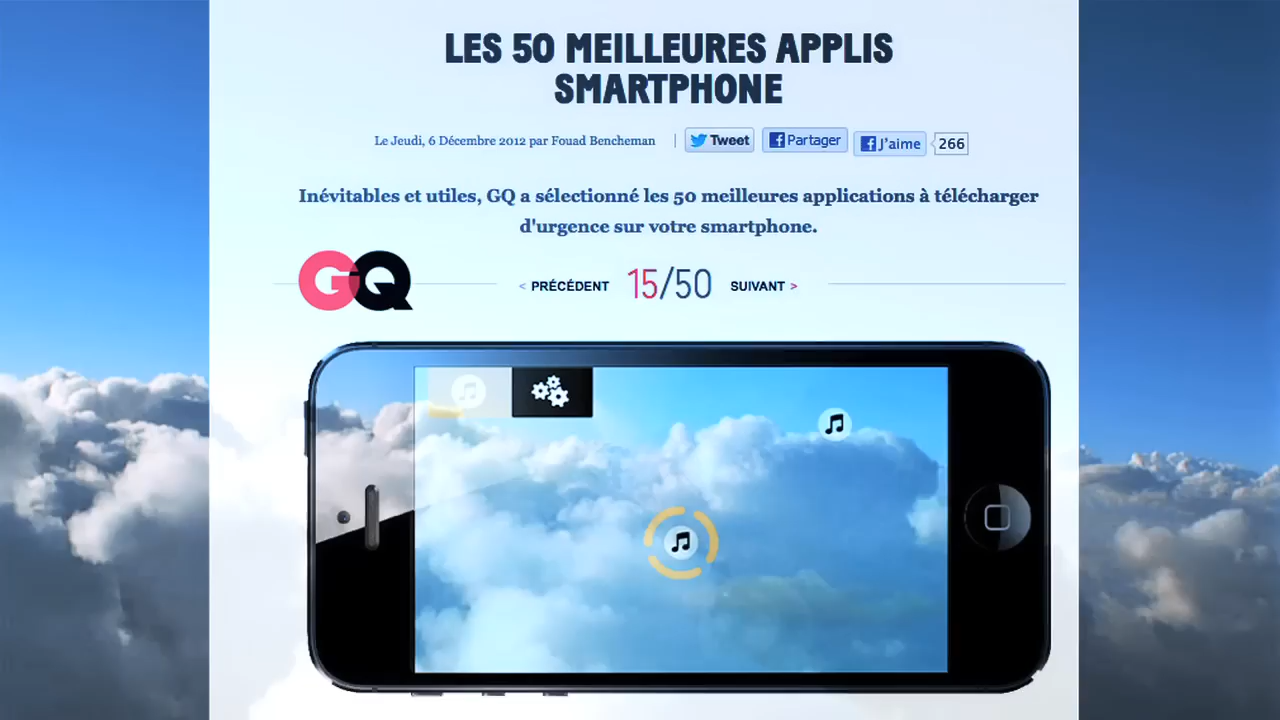 LES 50 MEILLEURES APPLIS
SMARTPHONE
Le Jeudi, 6 Décembre 2012 par Fouad Bencheman | Tweet Partager J'aime 266
Inévitables et utiles, GQ a sélectionné les 50 meilleures applications à télécharger
d'urgence sur votre smartphone.
GQ < PRÉCÉDENT 15/50 SUIVANT >